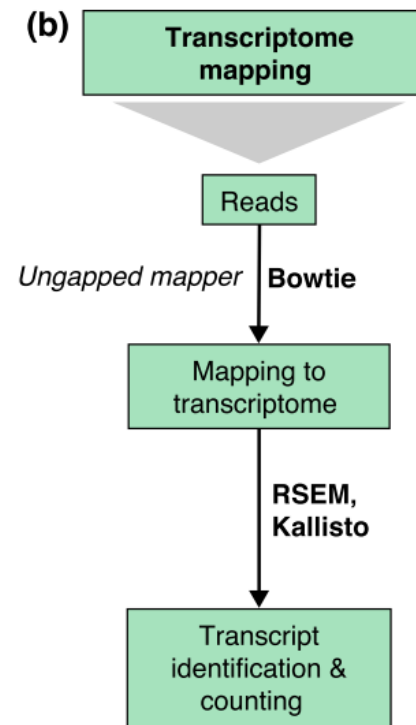 (b)
Transcriptome
mapping
Reads
Ungapped mapper Bowtie
Mapping to
transcriptome
RSEM,
Kallisto
Transcript
identification &
counting